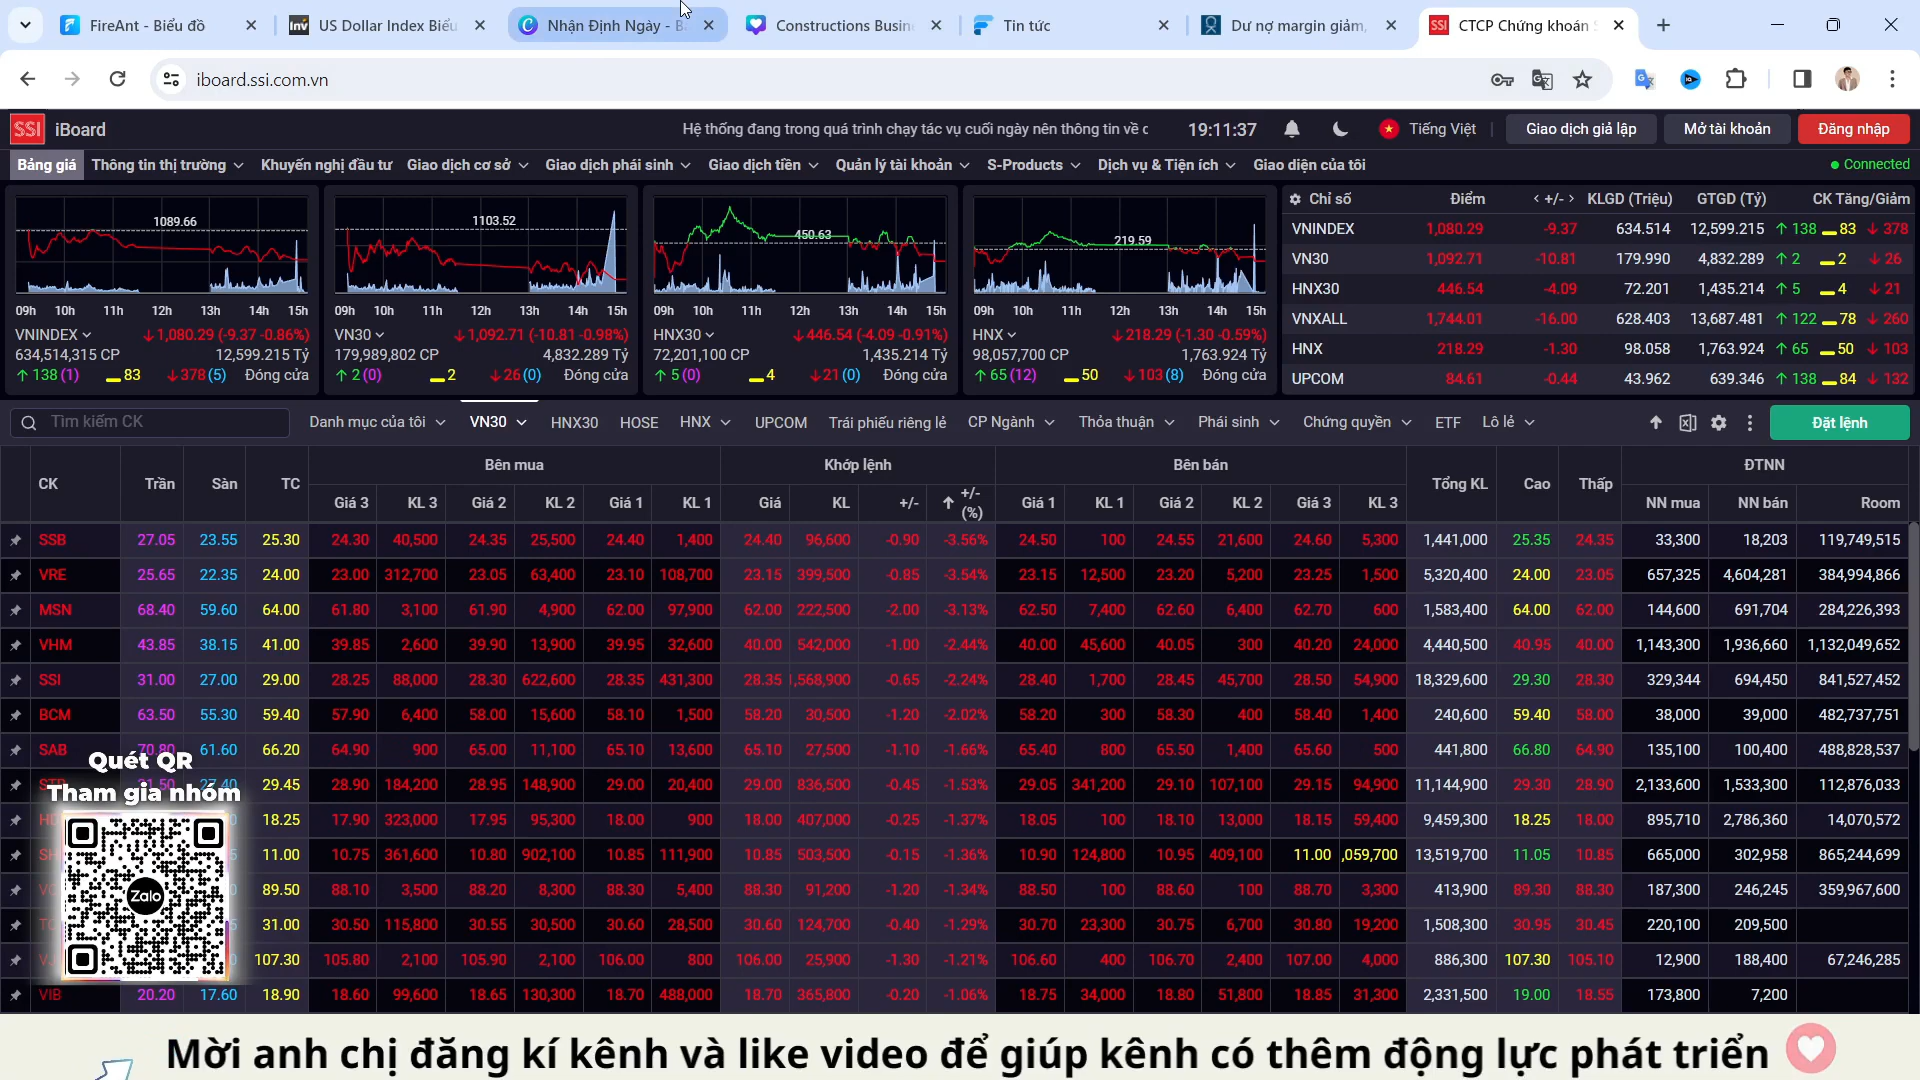 FireAnt - Biểu đồ
US Dollar Index Biểu
Nhận Định Ngày - B
Constructions Busin
Tin tức
Dư nợ margin giảm,
CTCP Chứng khoán
iboard.ssi.com.vn
SSI iBoard
Hệ thống đang trong quá trình chạy tác vụ cuối ngày nên thông tin về c
19:11:37
Tiếng Việt
Giao dịch giả lập
Mở tài khoản
Đăng nhập
Bảng giá Thông tin thị trường Khuyến nghị đầu tư Giao dịch cơ sở Giao dịch phái sinh Giao dịch tiền Quản lý tài khoản S-Products Dịch vụ & Tiện ích Giao diện của tôi
Connected
1089.66
09h 10h 11h 12h 13h 14h 15h
VNINDEX 1,080.29 (-9.37 -0.86%)
634,514,315 CP 12,599.215 Tỷ
138 (1) 83 378 (5) Đóng cửa
1103.52
09h 10h 11h 12h 13h 14h 15h
VN30 1,092.71 (-10.81 -0.98%)
179,989,802 CP 4,832.289 Tỷ
2 (0) 2 26 (0) Đóng cửa
450.63
09h 10h 11h 12h 13h 14h 15h
HNX30 446.54 (-4.09 -0.91%)
72,201,100 CP 1,435.214 Tỷ
5 (0) 4 21 (0) Đóng cửa
219.59
09h 10h 11h 12h 13h 14h 15h
HNX 218.29 (-1.30 -0.59%)
98,057,700 CP 1,763.924 Tỷ
65 (12) 50 103 (8) Đóng cửa
Chỉ số Điểm < +/- > KLGD (Triệu) GTGD (Tỷ) CK Tăng/Giảm
VNINDEX 1,080.29 -9.37 634.514 12,599.215 138 83 378
VN30 1,092.71 -10.81 179.990 4,832.289 2 2 26
HNX30 446.54 -4.09 72.201 1,435.214 5 4 21
VNXALL 1,744.01 -16.00 628.403 13,687.481 122 78 260
HNX 218.29 -1.30 98.058 1,763.924 65 50 103
UPCOM 84.61 -0.44 43.962 639.346 138 84 132
Tìm kiếm CK
Danh mục của tôi VN30 HNX30 HOSE HNX UPCOM Trái phiếu riêng lẻ CP Ngành Thỏa thuận Phái sinh Chứng quyền ETF Lô lẻ
Đặt lệnh
CK Trần Sàn TC Bên mua Khớp lệnh Bên bán Tổng KL Cao Thấp ĐTNN
Giá 3 KL 3 Giá 2 KL 2 Giá 1 KL 1 Giá KL +/- +/- (%) Giá 1 KL 1 Giá 2 KL 2 Giá 3 KL 3 NN mua NN bán Room
SSB 27.05 23.55 25.30 24.30 40,500 24.35 25,500 24.40 1,400 24.40 96,600 -0.90 -3.56% 24.50 100 24.55 21,600 24.60 5,300 1,441,000 25.35 24.35 33,300 18,203 119,749,515
VRE 25.65 22.35 24.00 23.00 312,700 23.05 63,400 23.10 108,700 23.15 399,500 -0.85 -3.54% 23.15 12,500 23.20 5,200 23.25 1,500 5,320,400 24.00 23.05 657,325 4,604,281 384,994,866
MSN 68.40 59.60 64.00 61.80 3,100 61.90 4,900 62.00 97,900 62.00 222,500 -2.00 -3.13% 62.50 7,400 62.60 6,400 62.70 600 1,583,400 64.00 62.00 144,600 691,704 284,226,393
VHM 43.85 38.15 41.00 39.85 2,600 39.90 13,900 39.95 32,600 40.00 542,000 -1.00 -2.44% 40.00 45,600 40.05 300 40.20 24,000 4,440,500 40.95 40.00 1,143,300 1,936,660 1,132,049,652
SSI 31.00 27.00 29.00 28.25 88,000 28.30 622,600 28.35 431,300 28.35 ,568,900 -0.65 -2.24% 28.40 1,700 28.45 45,700 28.50 54,900 18,329,600 29.30 28.30 329,344 694,450 841,527,452
BCM 63.50 55.30 59.40 57.90 6,400 58.00 15,600 58.10 1,500 58.20 30,500 -1.20 -2.02% 58.20 300 58.30 400 58.40 1,400 240,600 59.40 58.00 38,000 39,000 482,737,751
SAB 70.80 61.60 66.20 64.90 900 65.00 11,100 65.10 13,600 65.10 27,500 -1.10 -1.66% 65.40 800 65.50 1,400 65.60 500 441,800 66.80 64.90 135,100 100,400 488,828,537
STB 31.50 27.40 29.45 28.90 184,200 28.95 148,900 29.00 20,400 29.00 836,500 -0.45 -1.53% 29.05 341,200 29.10 107,100 29.15 94,900 11,144,900 29.30 28.90 2,133,600 1,533,300 112,876,033
18.25 17.90 323,000 17.95 95,300 18.00 900 18.00 407,000 -0.25 -1.37% 18.05 100 18.10 13,000 18.15 59,400 9,459,300 18.25 18.00 895,710 2,786,360 14,070,572
11.00 10.75 361,600 10.80 902,100 10.85 111,900 10.85 503,500 -0.15 -1.36% 10.90 124,800 10.95 409,100 11.00 ,059,700 13,519,700 11.05 10.85 665,000 302,958 865,244,699
89.50 88.10 3,500 88.20 8,300 88.30 5,400 88.30 91,200 -1.20 -1.34% 88.50 100 88.60 100 88.70 3,300 413,900 89.30 88.30 187,300 246,245 359,967,600
31.00 30.50 115,800 30.55 30,500 30.60 28,500 30.60 124,700 -0.40 -1.29% 30.70 23,300 30.75 6,700 30.80 19,200 1,508,300 30.95 30.45 220,100 209,500
107.30 105.80 2,100 105.90 2,100 106.00 800 106.00 25,900 -1.30 -1.21% 106.60 400 106.70 2,400 107.00 4,000 886,300 107.30 105.10 12,900 188,400 67,246,285
VIB 20.20 17.60 18.90 18.60 99,600 18.65 130,300 18.70 488,000 18.70 365,800 -0.20 -1.06% 18.75 34,000 18.80 51,800 18.85 31,300 2,331,500 19.00 18.55 173,800 7,200
Quét QR
Tham gia nhóm
Zalo
Mời anh chị đăng kí kênh và like video để giúp kênh có thêm động lực phát triển